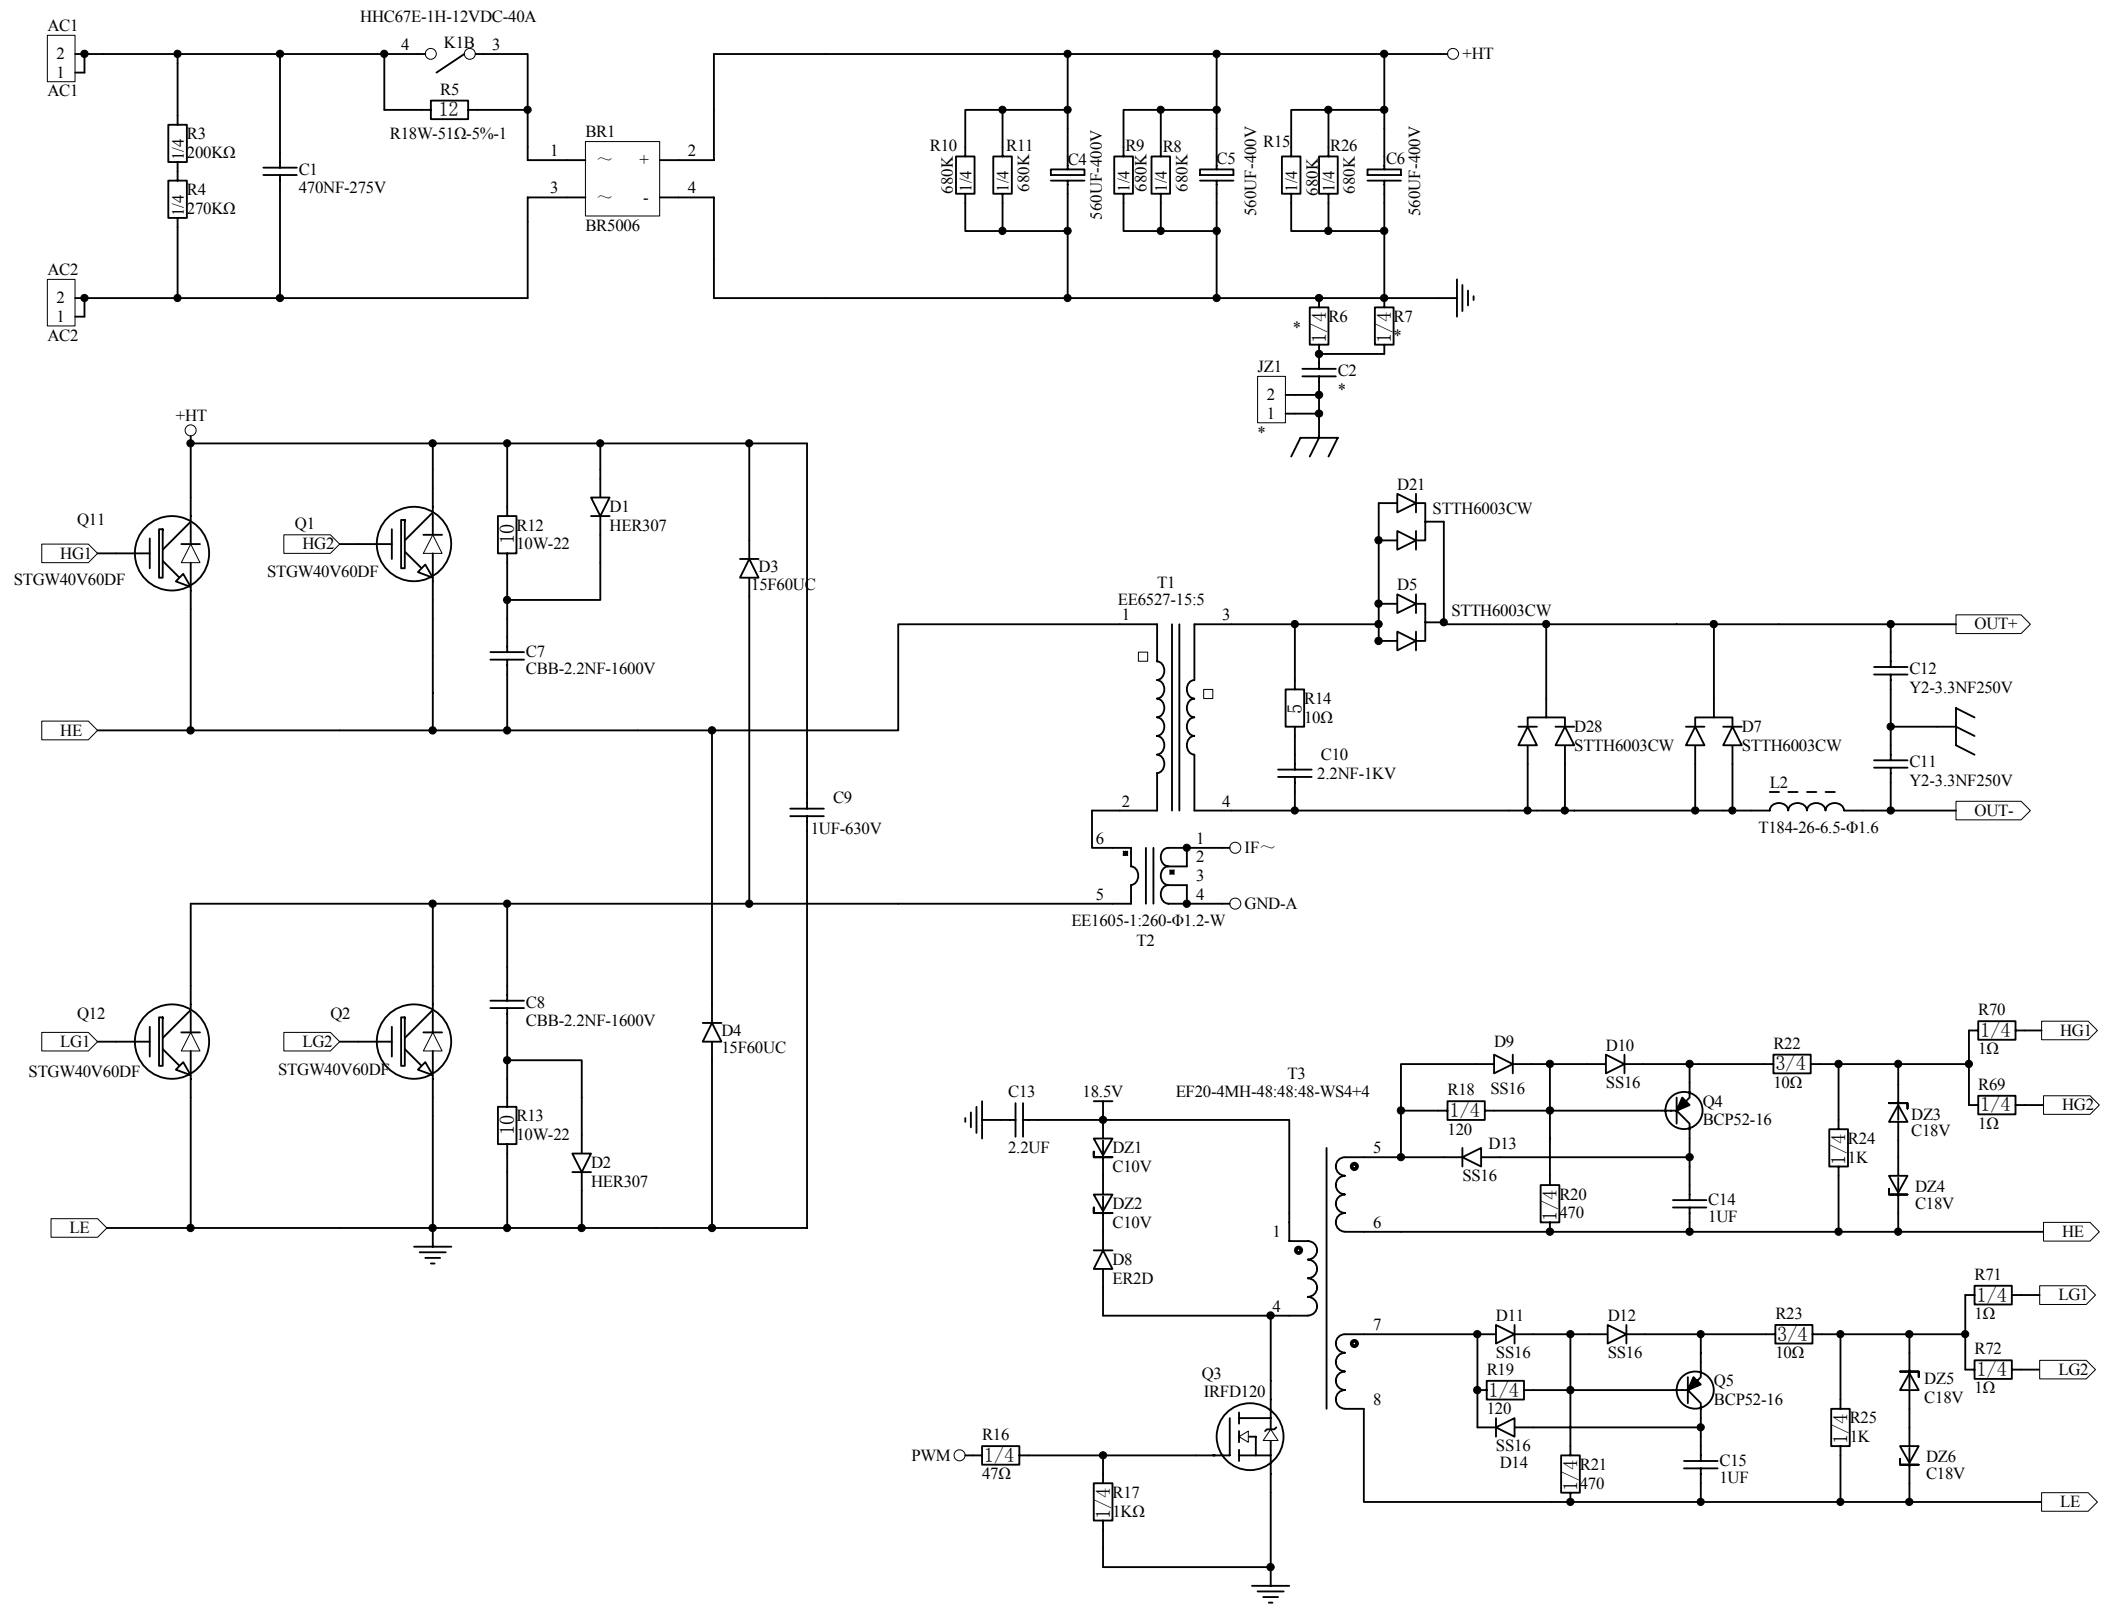 HHC67E-1H-12VDC-40A
AC1
2
1
AC1
4
K1B
3
R5
12
R18W-51Ω-5%-1
R3
1/4
200KΩ
R4
1/4
270KΩ
C1
470NF-275V
BR1
1
2
3
4
~
+
~
-
BR5006
AC2
2
1
AC2
+HT
R10
680K
1/4
R11
680K
1/4
C4
560UF-400V
R9
680K
1/4
R8
680K
1/4
C5
560UF-400V
R15
680K
1/4
R26
680K
1/4
C6
560UF-400V
* 1/4 R6
1/4 R7
*
C2
*
JZ1
2
1
*
+HT
Q11
HG1
STGW40V60DF
Q1
HG2
STGW40V60DF
R12
10
10W-22
D1
HER307
D3
15F60UC
C7
CBB-2.2NF-1600V
HE
C9
1UF-630V
T1
EE6527-15:5
1
3
2
4
D21
STTH6003CW
D5
STTH6003CW
R14
5
10Ω
C10
2.2NF-1KV
D28
STTH6003CW
D7
STTH6003CW
L2
T184-26-6.5-Φ1.6
OUT+
C12
Y2-3.3NF250V
C11
Y2-3.3NF250V
OUT-
6
5
1
2
3
4
IF~
GND-A
EE1605-1:260-Φ1.2-W
T2
Q12
LG1
STGW40V60DF
Q2
LG2
STGW40V60DF
C8
CBB-2.2NF-1600V
R13
10
10W-22
D2
HER307
D4
15F60UC
LE
C13
2.2UF
18.5V
DZ1
C10V
DZ2
C10V
D8
ER2D
T3
EF20-4MH-48:48:48-WS4+4
1
4
5
6
7
8
Q3
IRFD120
PWM
R16
1/4
47Ω
R17
1/4
1KΩ
D9
SS16
D10
SS16
R18
1/4
120
D13
SS16
Q4
BCP52-16
R20
1/4
470
C14
1UF
R22
3/4
10Ω
R24
1/4
1K
DZ3
C18V
DZ4
C18V
R70
1/4
1Ω
HG1
R69
1/4
1Ω
HG2
HE
D11
SS16
D12
SS16
R19
1/4
120
SS16
D14
Q5
BCP52-16
R21
1/4
470
C15
1UF
R23
3/4
10Ω
R25
1/4
1K
DZ5
C18V
DZ6
C18V
R71
1/4
1Ω
LG1
R72
1/4
1Ω
LG2
LE